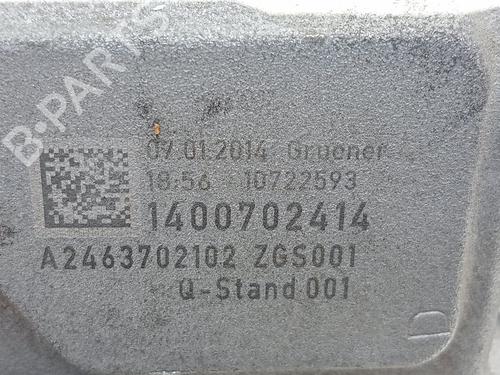 B-PARTS
07.01.2014 Gruener
18:56 10722593
1400702414
A2463702102 ZGS001
Q-Stand 001
D